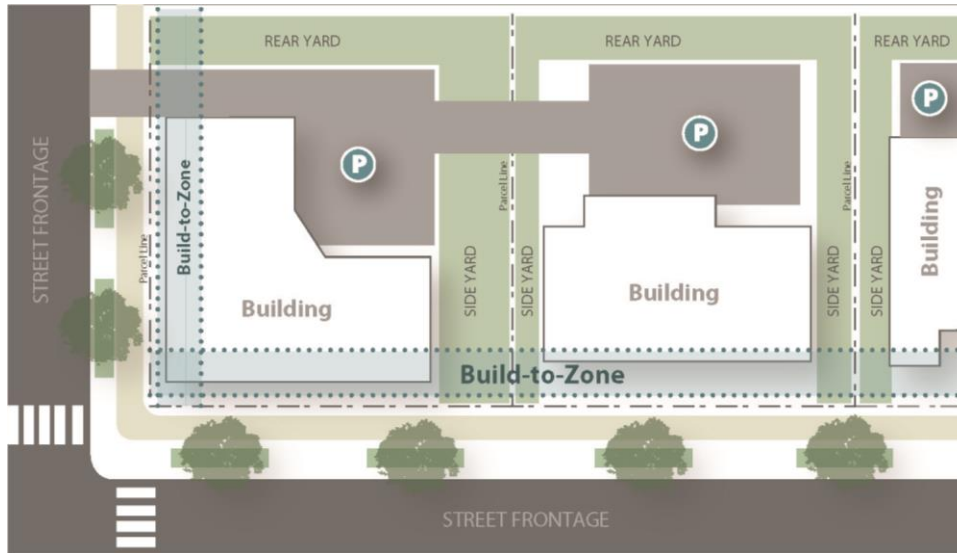 REAR YARD
REAR YARD
REAR YARD
P
P
P
STREET FRONTAGE
Parcel Line
Build-to-Zone
Building
SIDE YARD
Parcel Line
SIDE YARD
Building
SIDE YARD
Parcel Line
SIDE YARD
Building
Build-to-Zone
STREET FRONTAGE